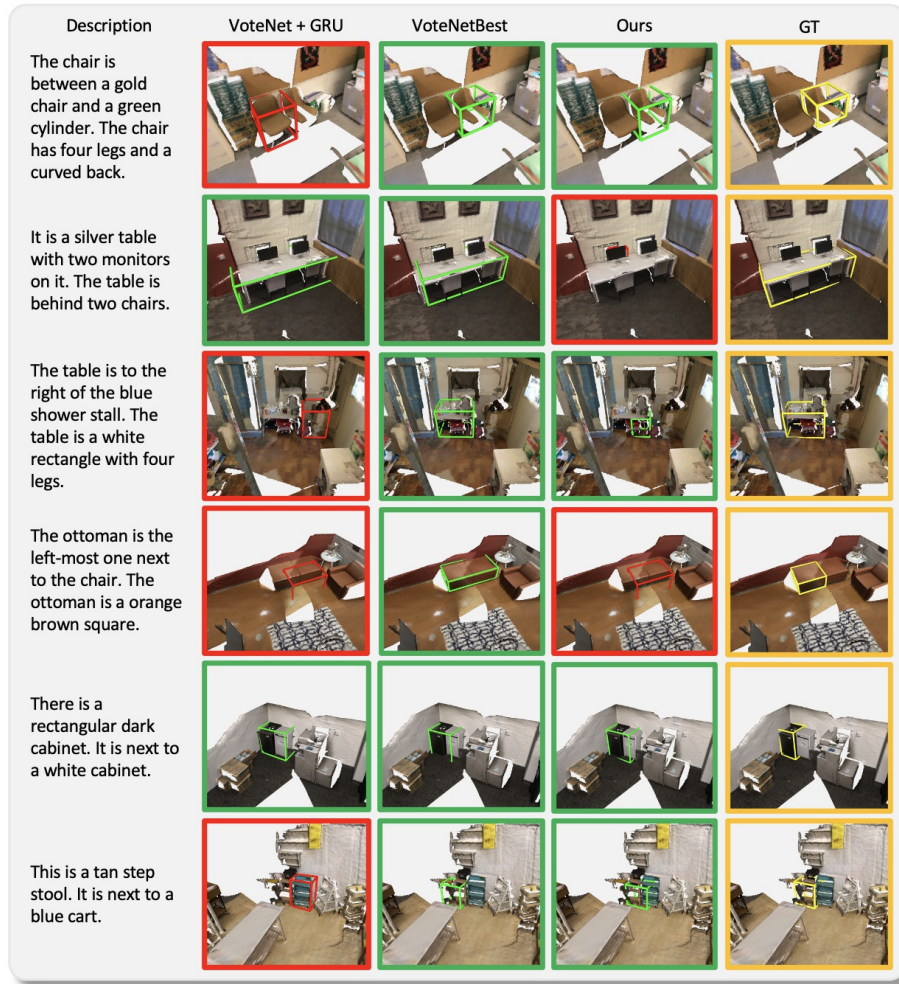 Description VoteNet + GRU VoteNetBest Ours GT
The chair is
between a gold
chair and a green
cylinder. The chair
has four legs and a
curved back.
It is a silver table
with two monitors
on it. The table is
behind two chairs.
The table is to the
right of the blue
shower stall. The
table is a white
rectangle with four
legs.
The ottoman is the
left-most one next
to the chair. The
ottoman is a orange
brown square.
There is a
rectangular dark
cabinet. It is next to
a white cabinet.
This is a tan step
stool. It is next to a
blue cart.